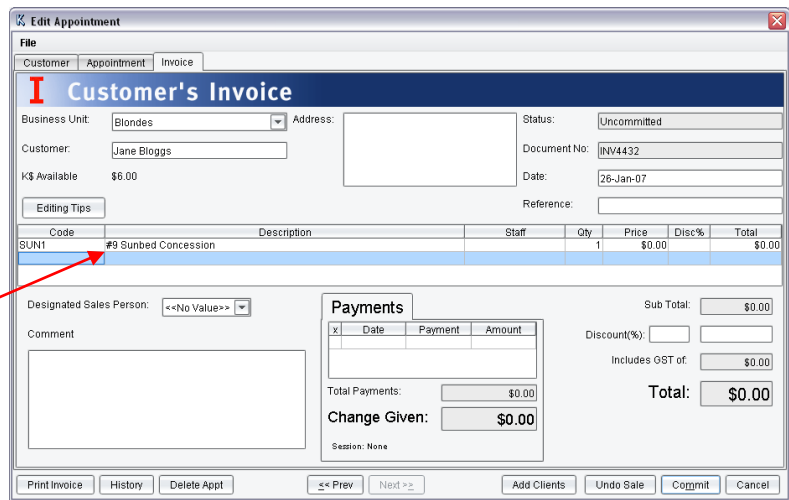 Edit Appointment
File
Customer Appointment Invoice
I Customer's Invoice
Business Unit: Blondes Address: Status: Uncommitted
Customer: Jane Bloggs Document No: INV4432
K$ Available $6.00 Date: 26-Jan-07
Editing Tips Reference:
Code Description Staff Qty Price Disc% Total
SUN1 #9 Sunbed Concession 1 $0.00 $0.00
Designated Sales Person: <<No Value>> Payments Sub Total: $0.00
x Date Payment Amount
Comment Discount(%):
Includes GST of: $0.00
Total Payments: $0.00 Total: $0.00
Change Given: $0.00
Session: None
Print Invoice History Delete Appt << Prev Next >> Add Clients Undo Sale Commit Cancel